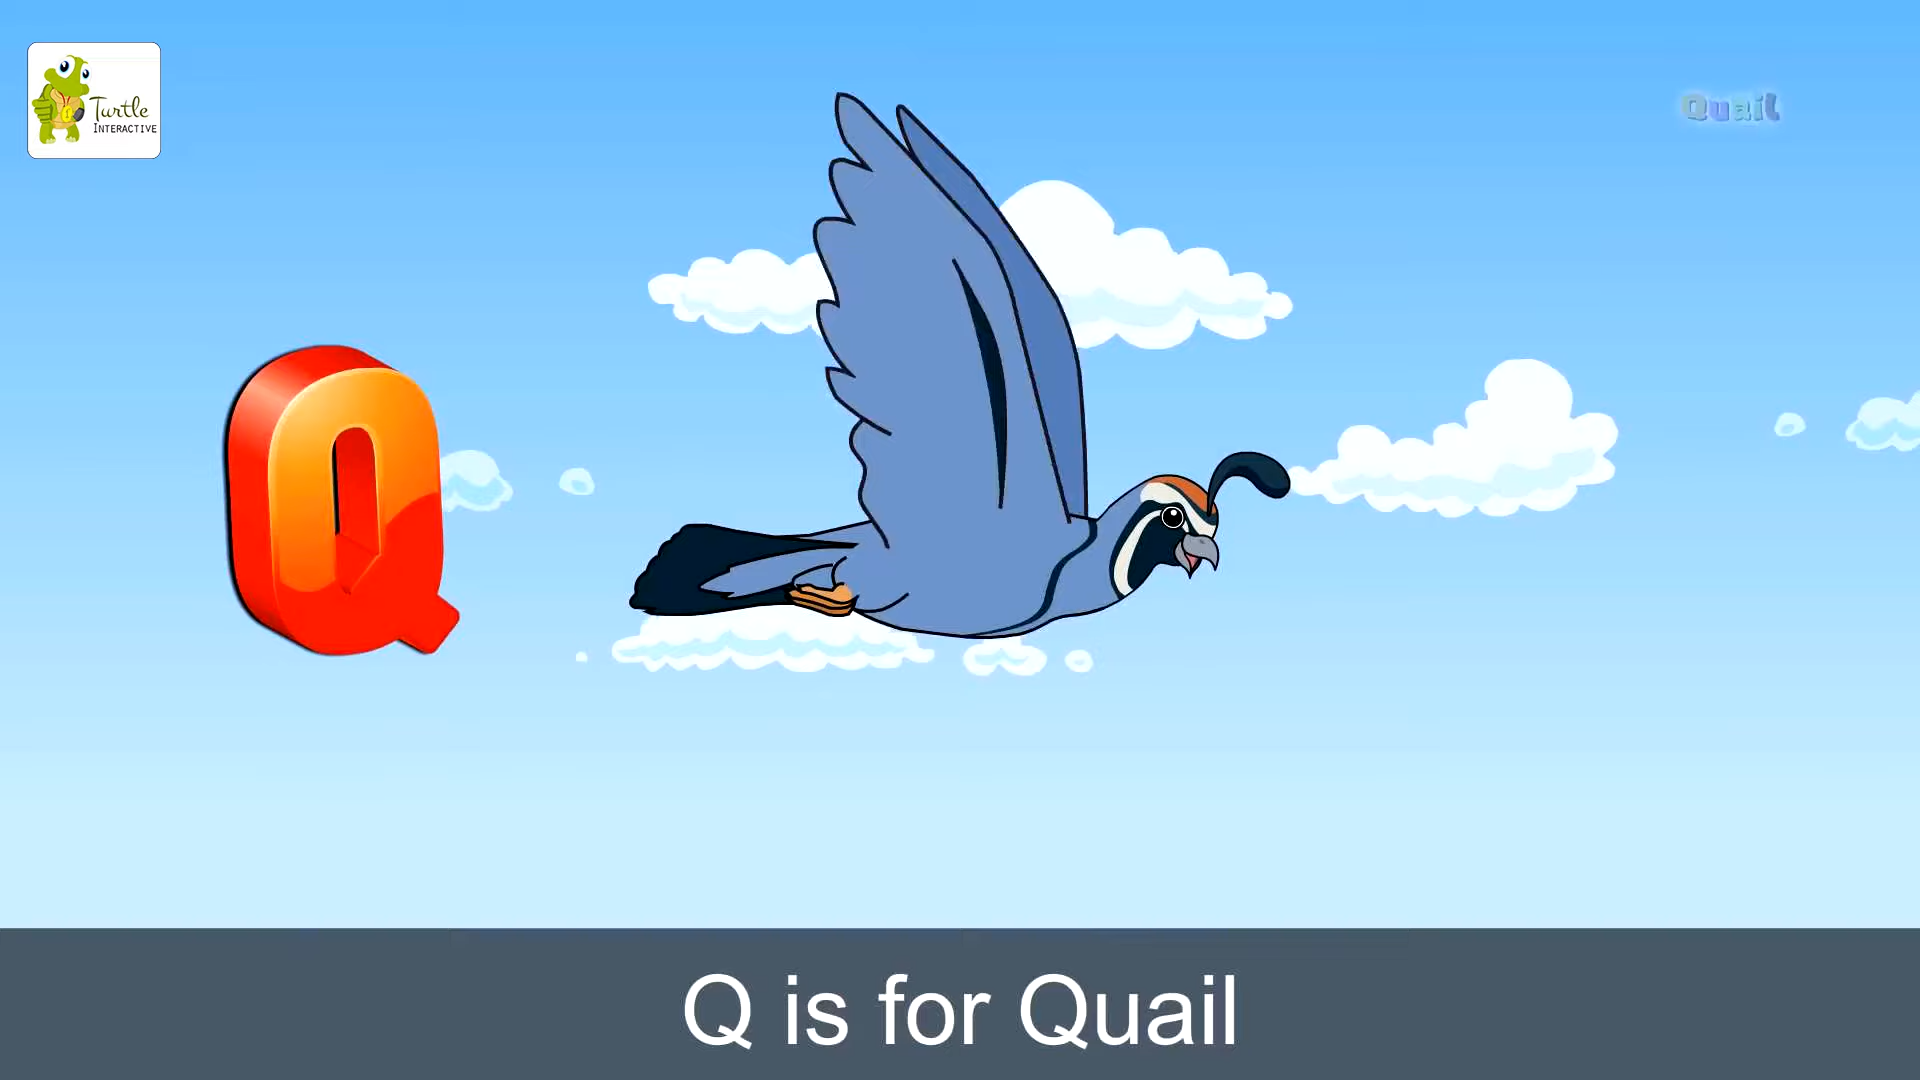 Turtle
INTERACTIVE
Quail
Q
Q is for Quail